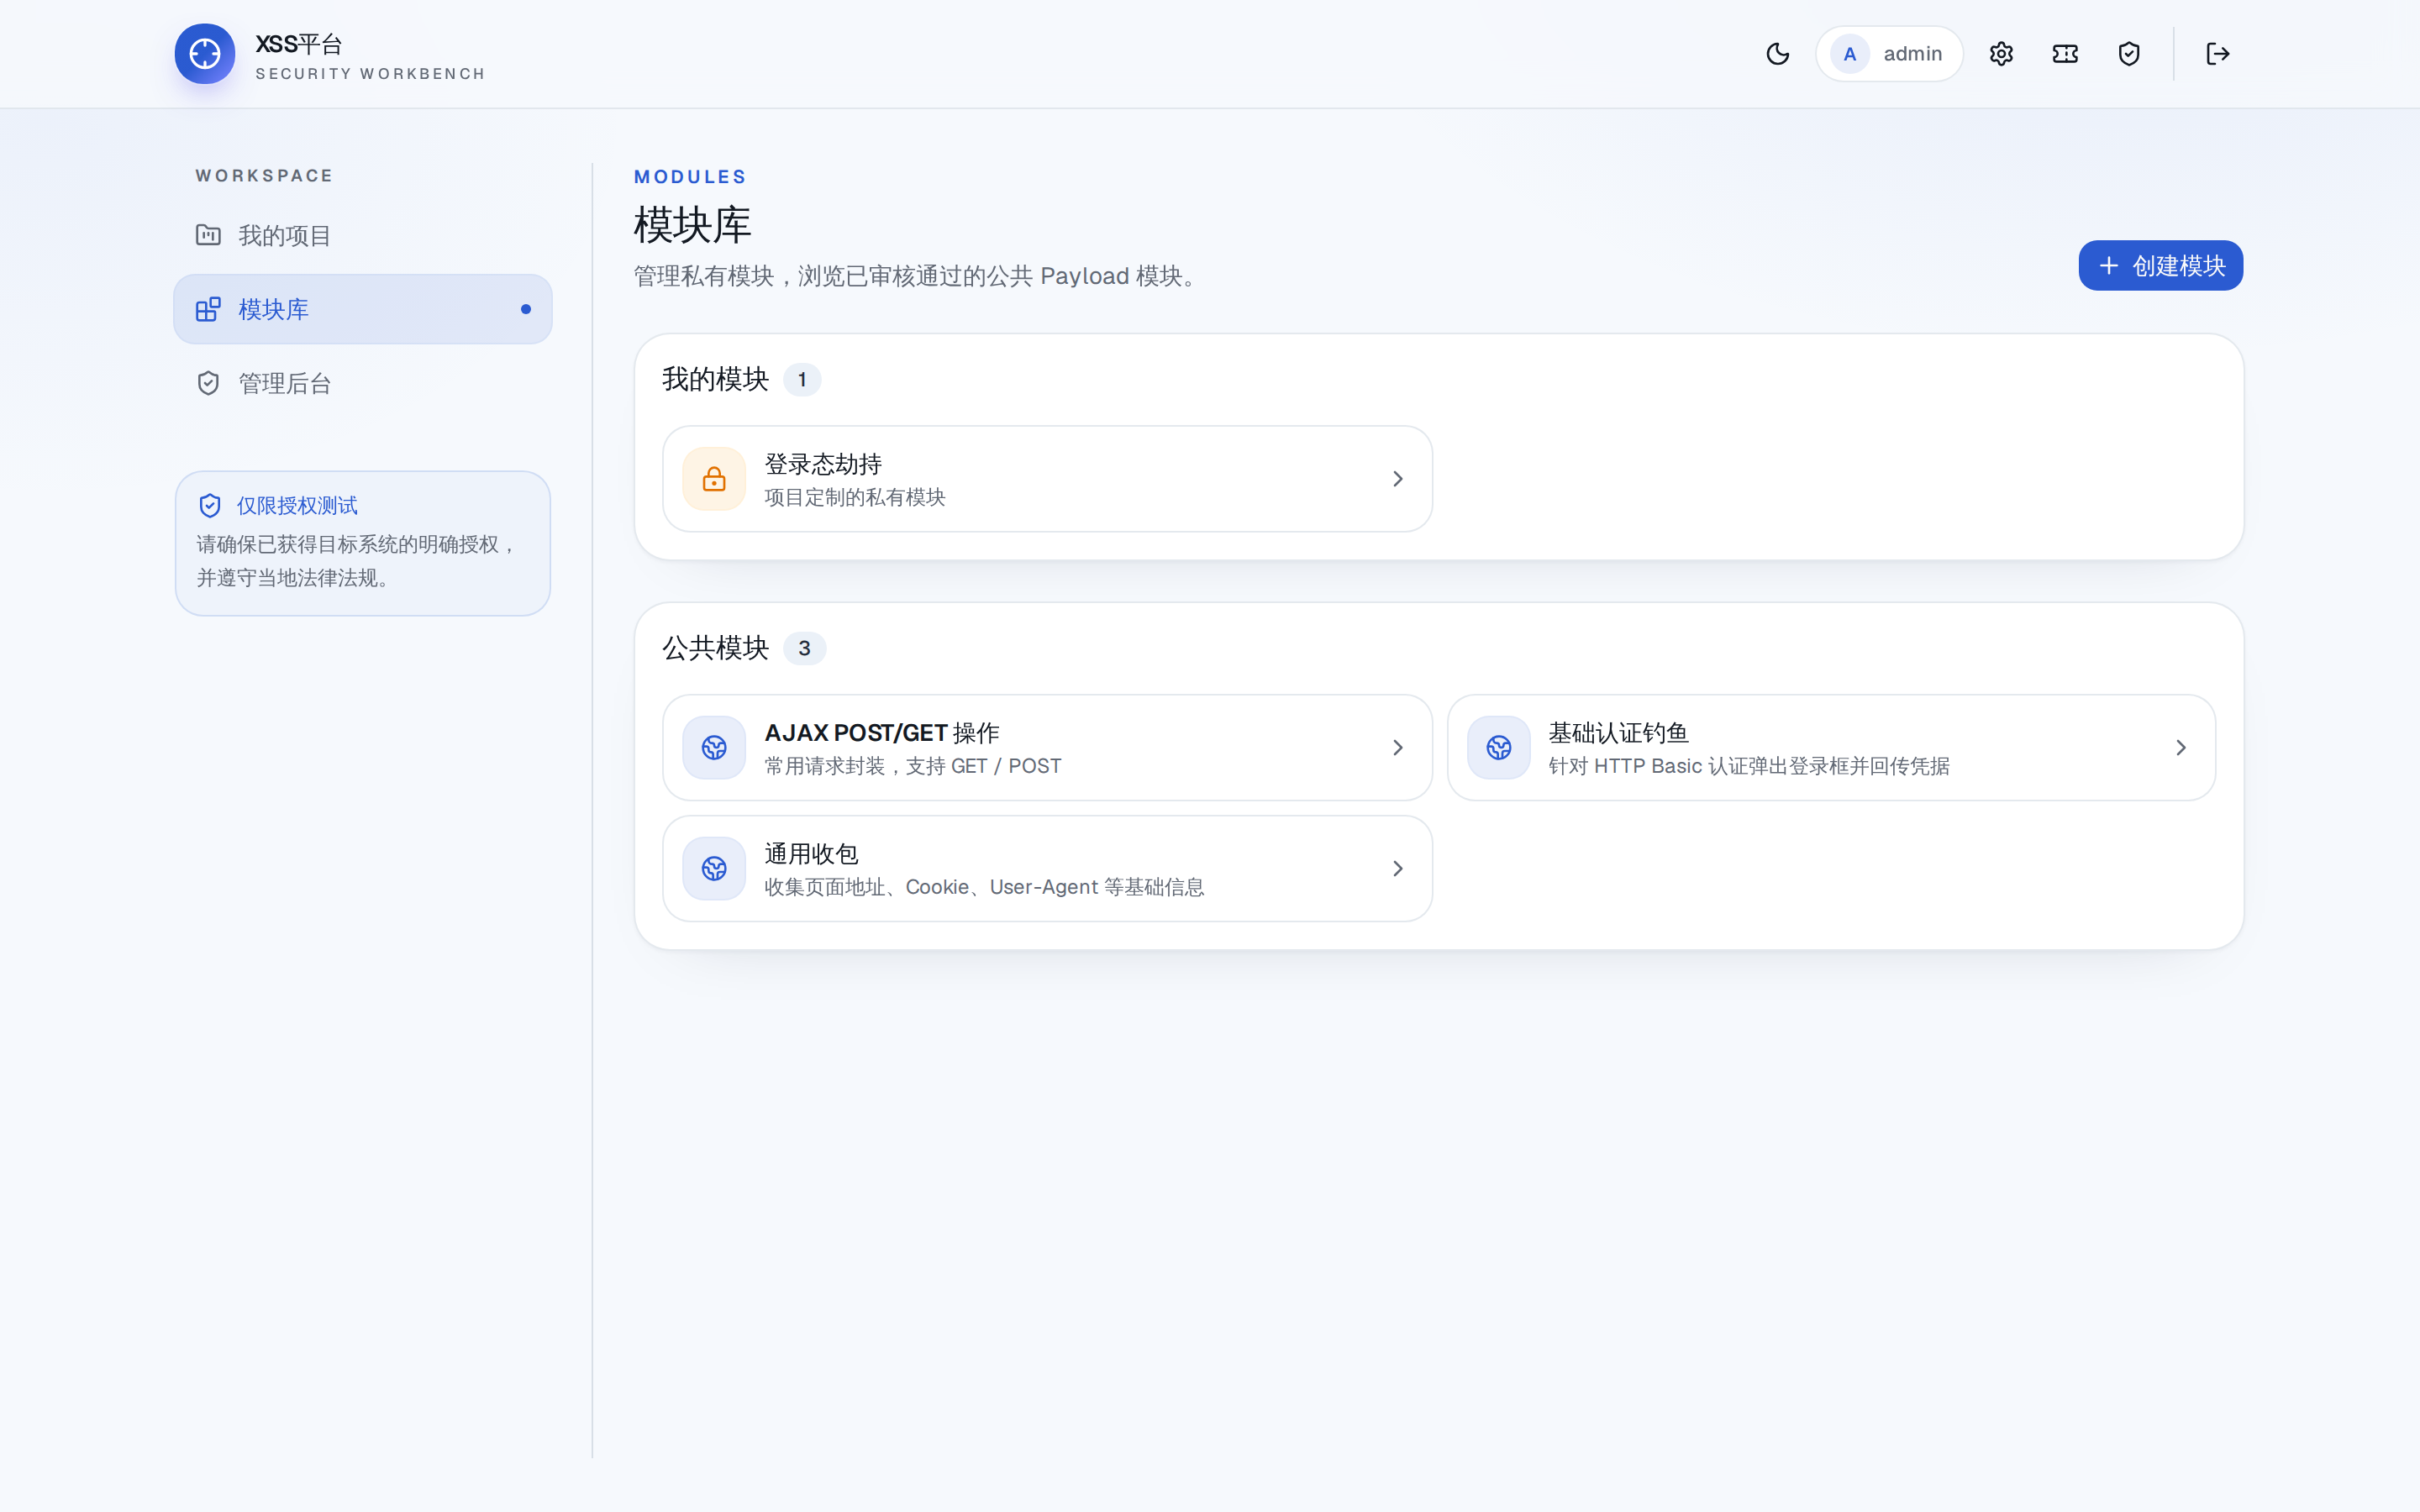 XSS平台
SECURITY WORKBENCH
A admin
WORKSPACE
我的项目
模块库
管理后台
仅限授权测试
请确保已获得目标系统的明确授权，
并遵守当地法律法规。
MODULES
模块库
管理私有模块，浏览已审核通过的公共 Payload 模块。
创建模块
我的模块 1
登录态劫持
项目定制的私有模块
公共模块 3
AJAX POST/GET 操作
常用请求封装，支持 GET / POST
基础认证钓鱼
针对 HTTP Basic 认证弹出登录框并回传凭据
通用收包
收集页面地址、Cookie、User-Agent 等基础信息